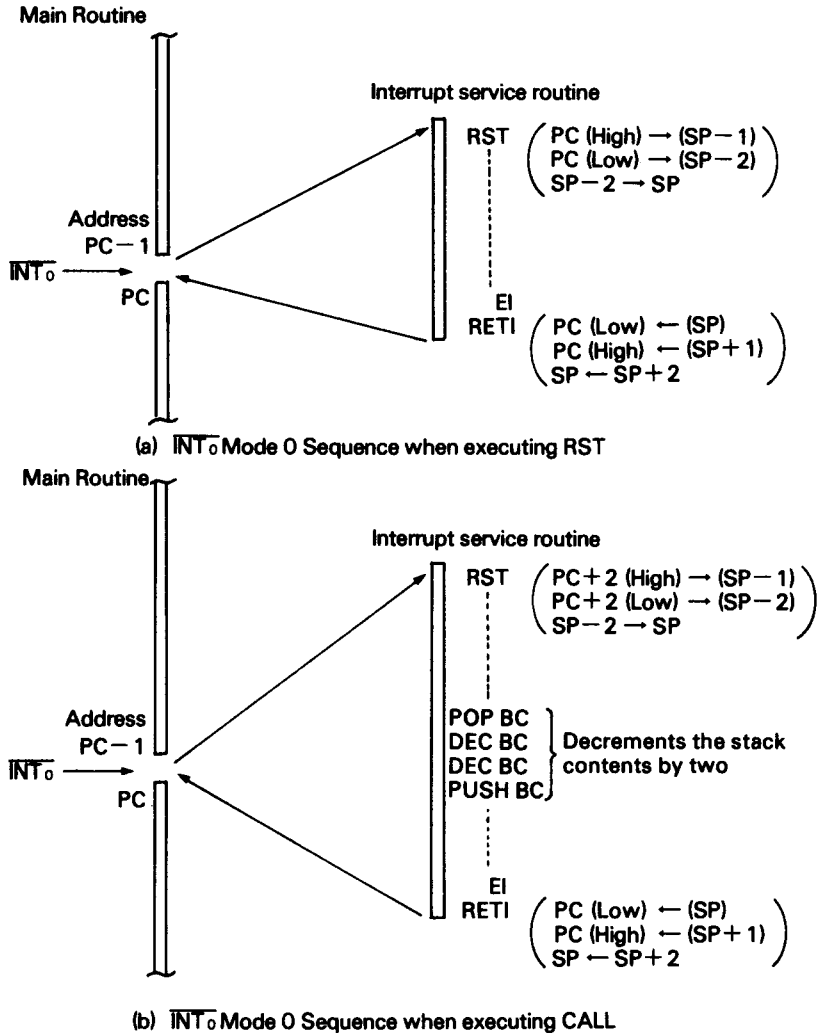 Main Routine
Interrupt service routine
RST
PC (High) → (SP−1)
PC (Low) → (SP−2)
SP−2 → SP
Address
PC−1
INT₀
PC
EI
RETI
PC (Low) ← (SP)
PC (High) ← (SP+1)
SP ← SP+2
(a) INT₀ Mode 0 Sequence when executing RST
Main Routine
Interrupt service routine
RST
PC+2 (High) → (SP−1)
PC+2 (Low) → (SP−2)
SP−2 → SP
Address
PC−1
INT₀
PC
POP BC
DEC BC
DEC BC
PUSH BC
Decrements the stack
contents by two
EI
RETI
PC (Low) ← (SP)
PC (High) ← (SP+1)
SP ← SP+2
(b) INT₀ Mode 0 Sequence when executing CALL